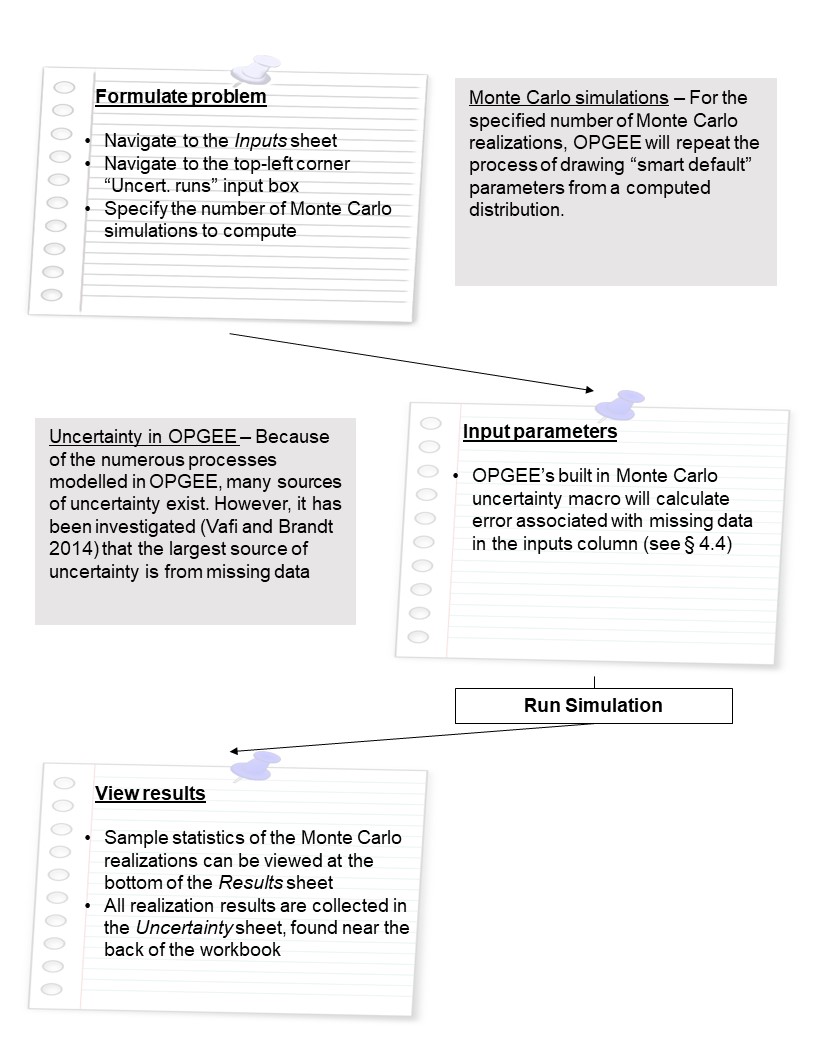 Formulate problem
• Navigate to the Inputs sheet
• Navigate to the top-left corner
“Uncert. runs” input box
• Specify the number of Monte Carlo
simulations to compute
Monte Carlo simulations – For the
specified number of Monte Carlo
realizations, OPGEE will repeat the
process of drawing “smart default”
parameters from a computed
distribution.
Uncertainty in OPGEE – Because
of the numerous processes
modelled in OPGEE, many sources
of uncertainty exist. However, it has
been investigated (Vafi and Brandt
2014) that the largest source of
uncertainty is from missing data
Input parameters
• OPGEE’s built in Monte Carlo
uncertainty macro will calculate
error associated with missing data
in the inputs column (see § 4.4)
Run Simulation
View results
• Sample statistics of the Monte Carlo
realizations can be viewed at the
bottom of the Results sheet
• All realization results are collected in
the Uncertainty sheet, found near the
back of the workbook